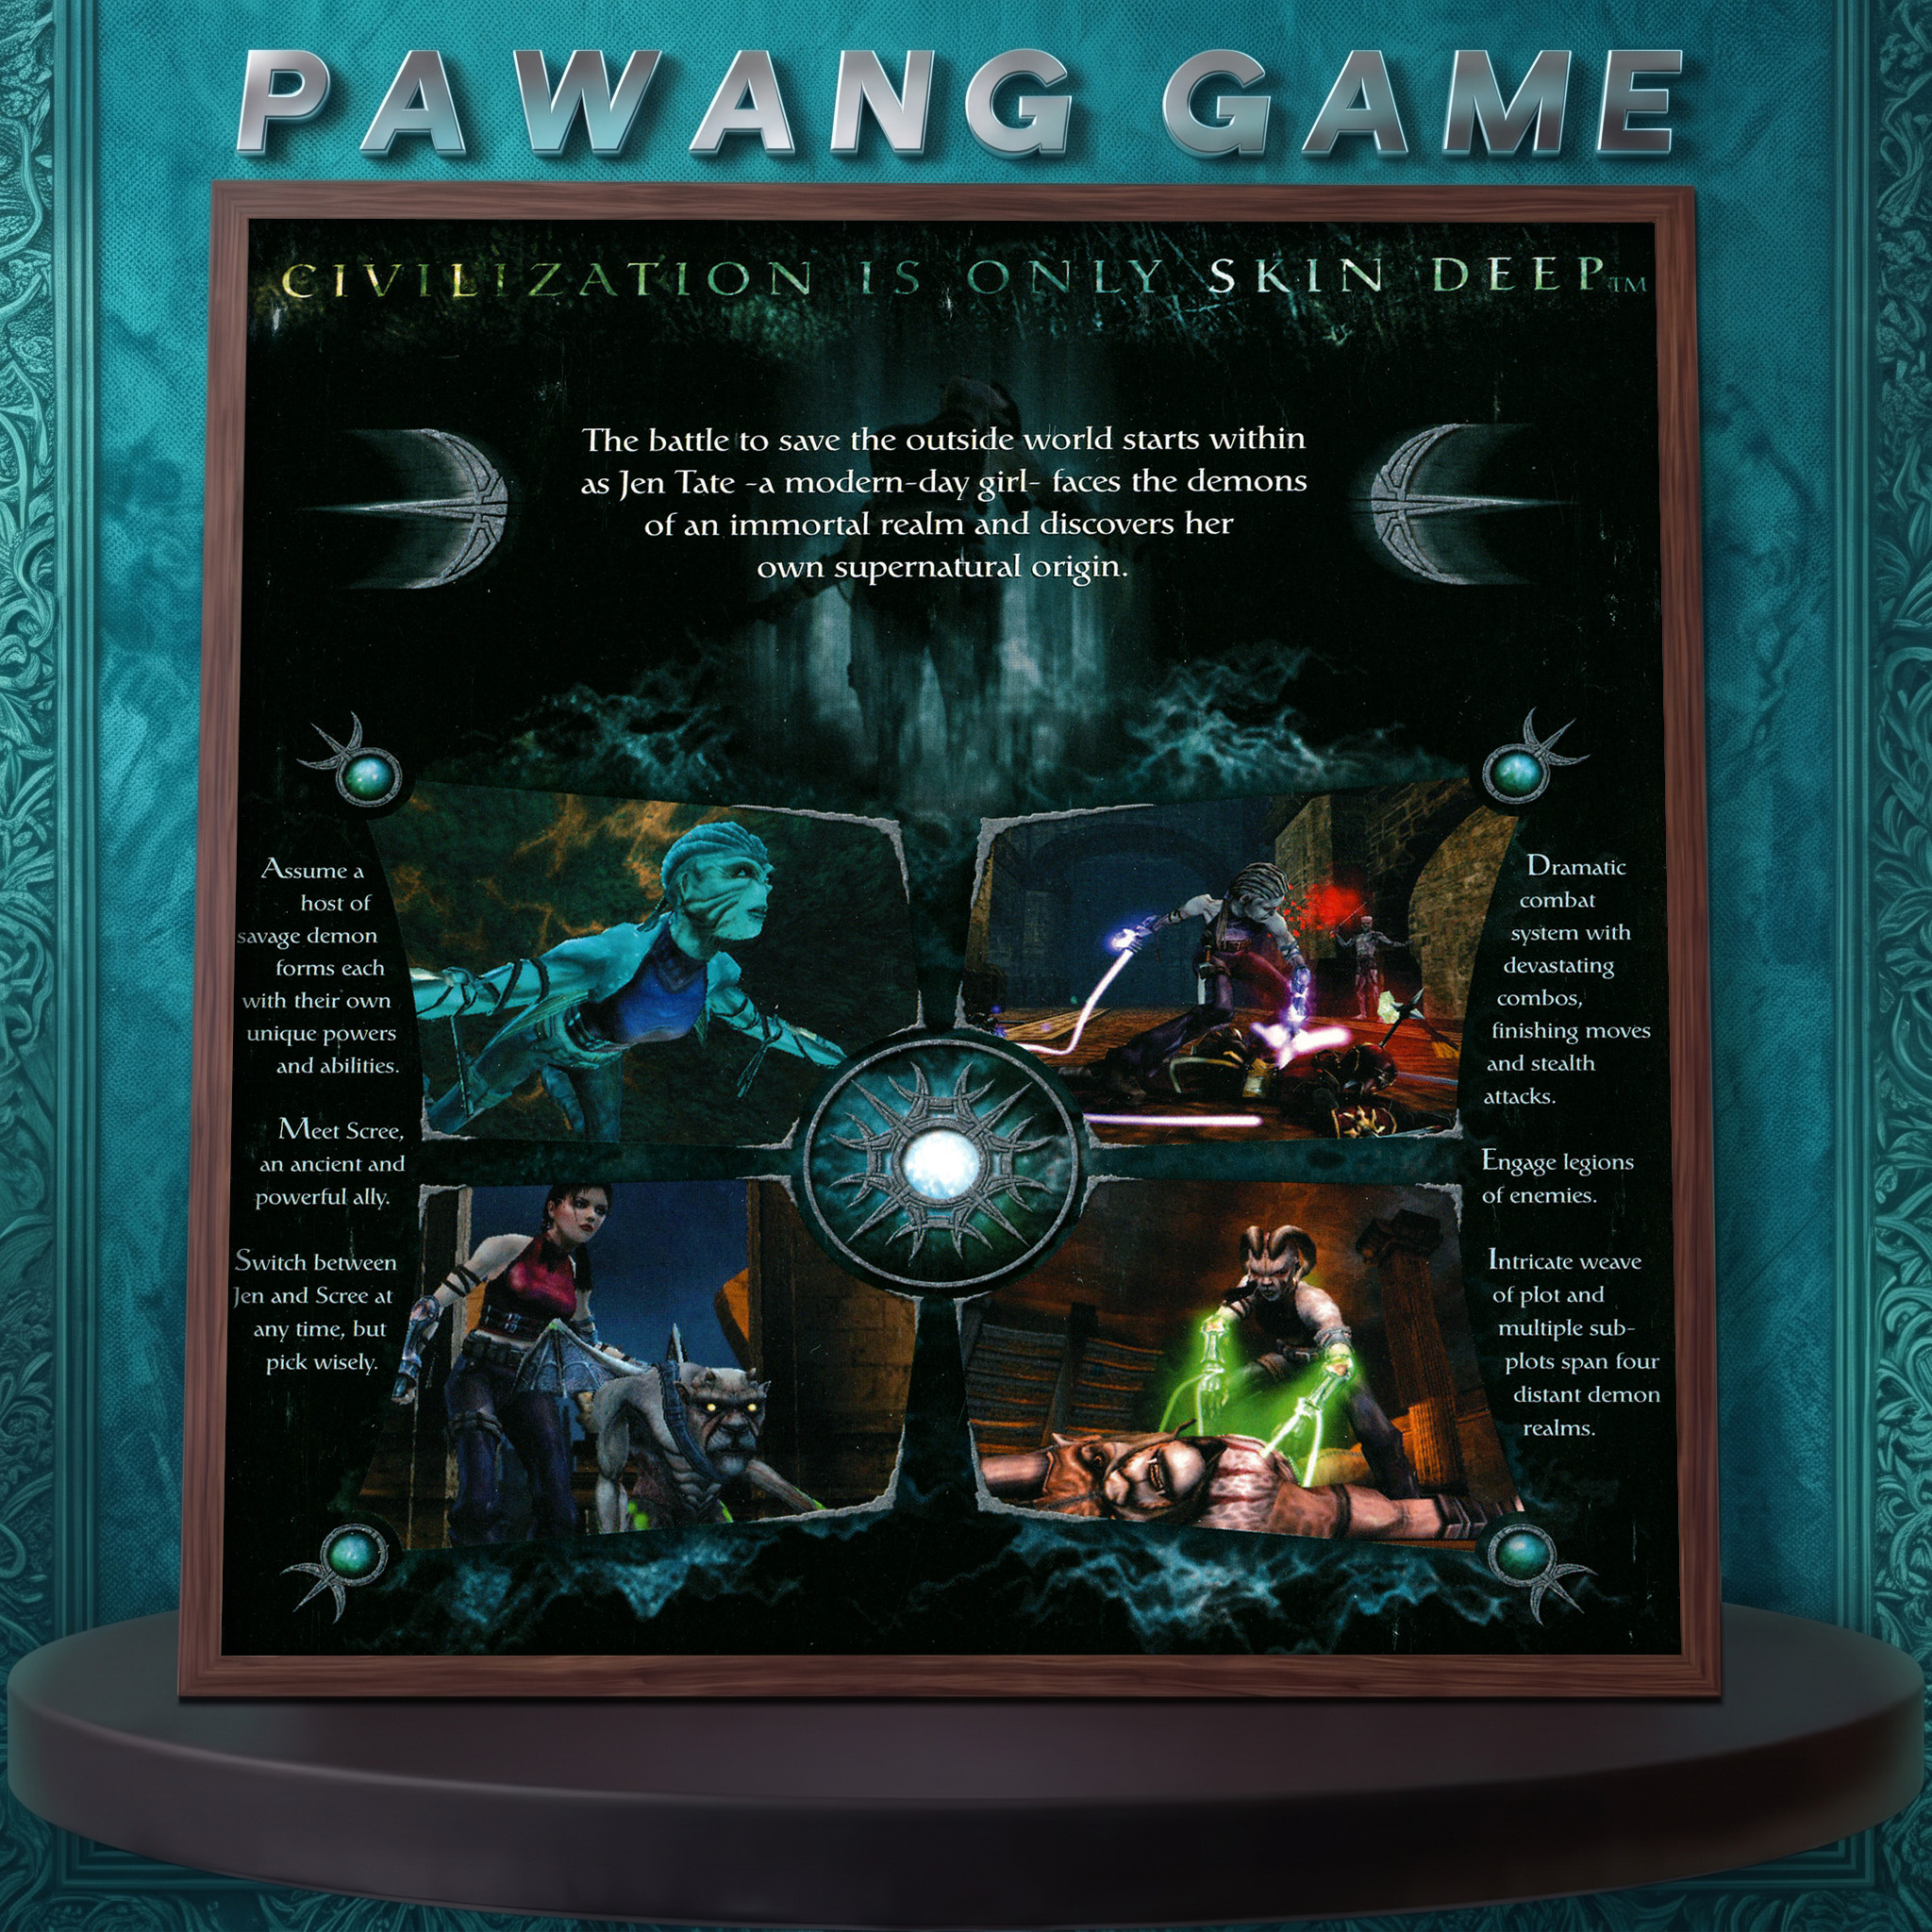 PAWANG GAME
CIVILIZATION IS ONLY SKIN DEEP™
The battle to save the outside world starts within
as Jen Tate -a modern-day girl- faces the demons
of an immortal realm and discovers her
own supernatural origin.
Assume a
host of
savage demon
forms each
with their own
unique powers
and abilities.
Meet Scree,
an ancient and
powerful ally.
Switch between
Jen and Scree at
any time, but
pick wisely.
Dramatic
combat
system with
devastating
combos,
finishing moves
and stealth
attacks.
Engage legions
of enemies.
Intricate weave
of plot and
multiple sub-
plots span four
distant demon
realms.